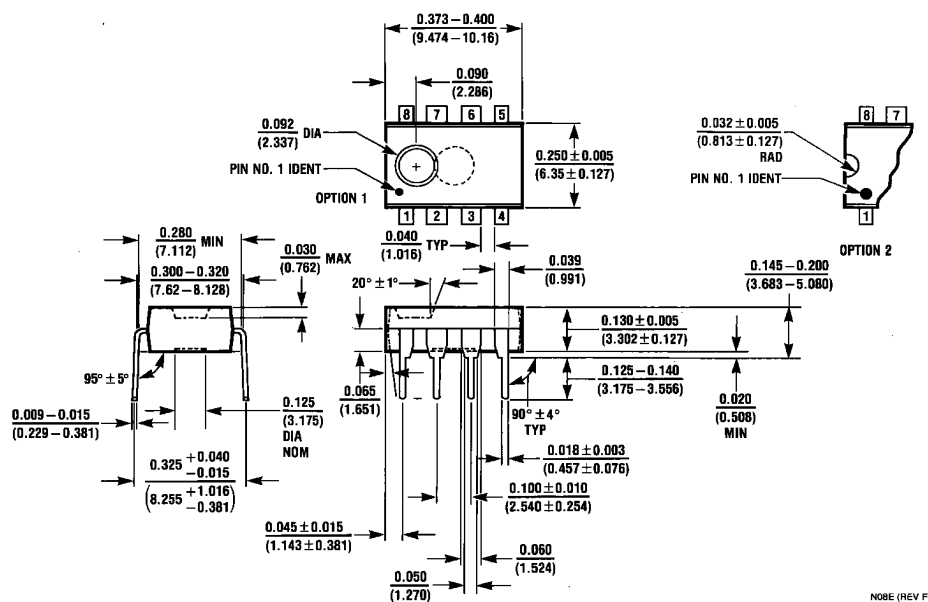 0.373 – 0.400
(9.474 – 10.16)
0.090
(2.286)
8 7 6 5
0.092 DIA
(2.337)
PIN NO. 1 IDENT
OPTION 1
1 2 3 4
0.250 ± 0.005
(6.35 ± 0.127)
0.032 ± 0.005
(0.813 ± 0.127)
RAD
PIN NO. 1 IDENT
8 7
1
OPTION 2
0.280 MIN
(7.112)
0.300 – 0.320
(7.62 – 8.128)
0.030 MAX
(0.762)
0.040 TYP
(1.016)
20° ± 1°
0.039
(0.991)
0.145 – 0.200
(3.683 – 5.080)
0.130 ± 0.005
(3.302 ± 0.127)
0.125 – 0.140
(3.175 – 3.556)
0.020
(0.508)
MIN
95° ± 5°
0.009 – 0.015
(0.229 – 0.381)
0.125
(3.175)
DIA
NOM
0.065
(1.651)
90° ± 4°
TYP
0.018 ± 0.003
(0.457 ± 0.076)
0.325 +0.040
–0.015
(8.255 +1.016
–0.381)
0.100 ± 0.010
(2.540 ± 0.254)
0.045 ± 0.015
(1.143 ± 0.381)
0.060
(1.524)
0.050
(1.270)
N08E (REV F